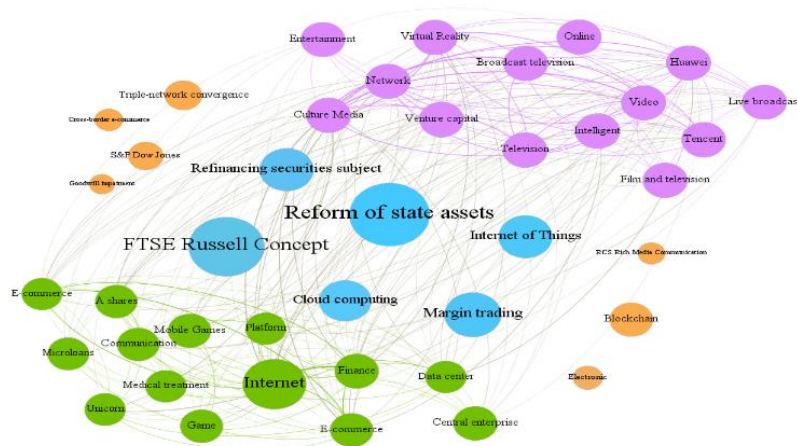 Entertainment
Virtual Reality
Online
Broadcast television
Huawei
Network
Triple-network convergence
Video
Live broadcast
Cross-border e-commerce
Culture Media
Venture capital
Intelligent
Tencent
Television
S&P Dow Jones
Refinancing securities subject
Film and television
Goodwill impairment
Reform of state assets
Internet of Things
FTSE Russell Concept
RCS Rich Media Communication
E-commerce
A shares
Cloud computing
Margin trading
Blockchain
Mobile Games
Platform
Communication
Microloans
Finance
Data center
Electronic
Medical treatment
Internet
Unicorn
Game
E-commerce
Central enterprise